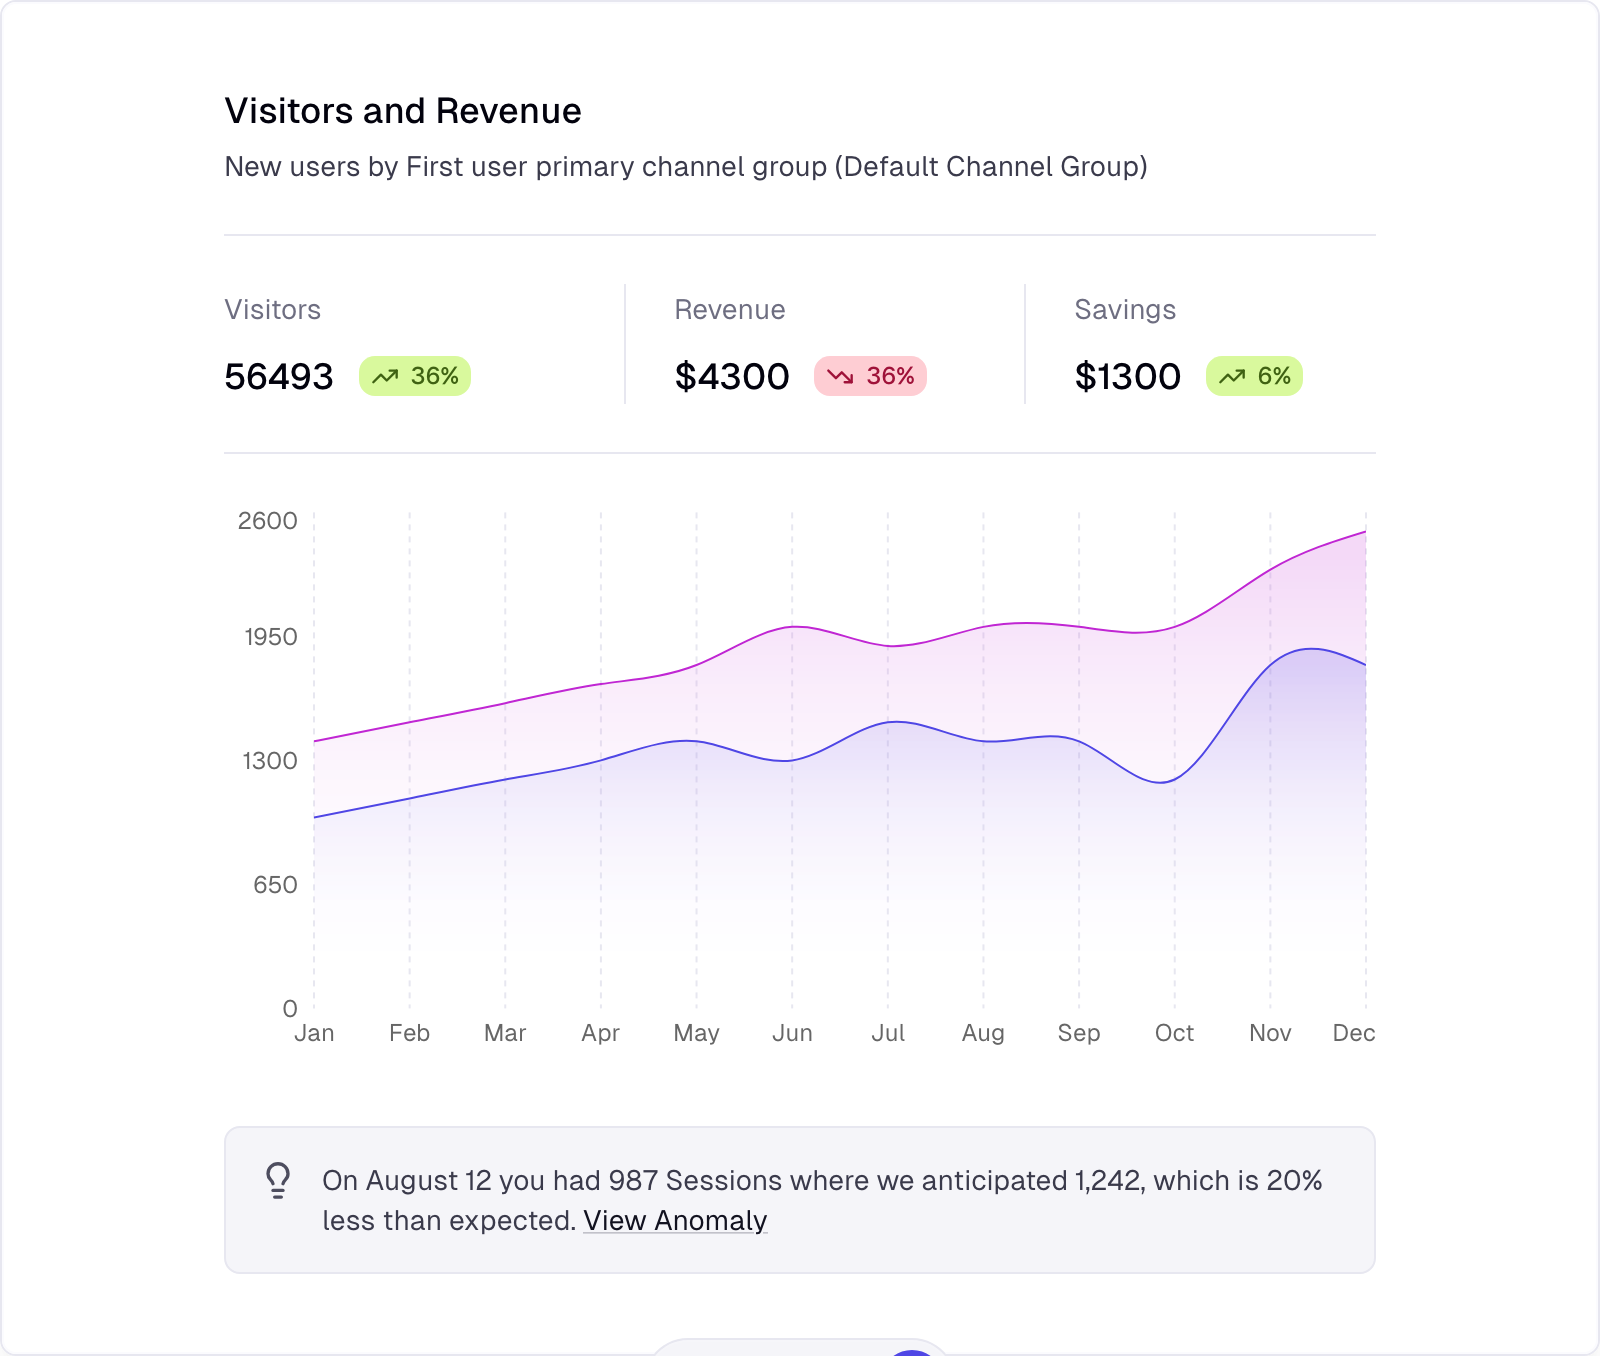 Visitors and Revenue
New users by First user primary channel group (Default Channel Group)
Visitors
56493
36%
Revenue
$4300
36%
Savings
$1300
6%
2600
1950
1300
650
0
Jan Feb Mar Apr May Jun Jul Aug Sep Oct Nov Dec
On August 12 you had 987 Sessions where we anticipated 1,242, which is 20%
less than expected. View Anomaly